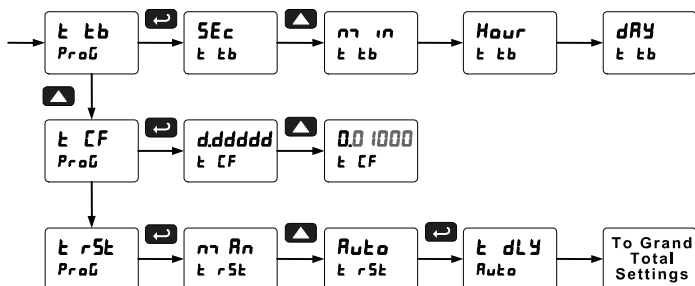 t tb
ProG
SEc
t tb
min
t tb
Hour
t tb
dAY
t tb
t CF
ProG
d.ddddd
t CF
0.01000
t CF
t rSt
ProG
mAn
t rSt
Auto
t rSt
t dLY
Auto
To Grand
Total
Settings